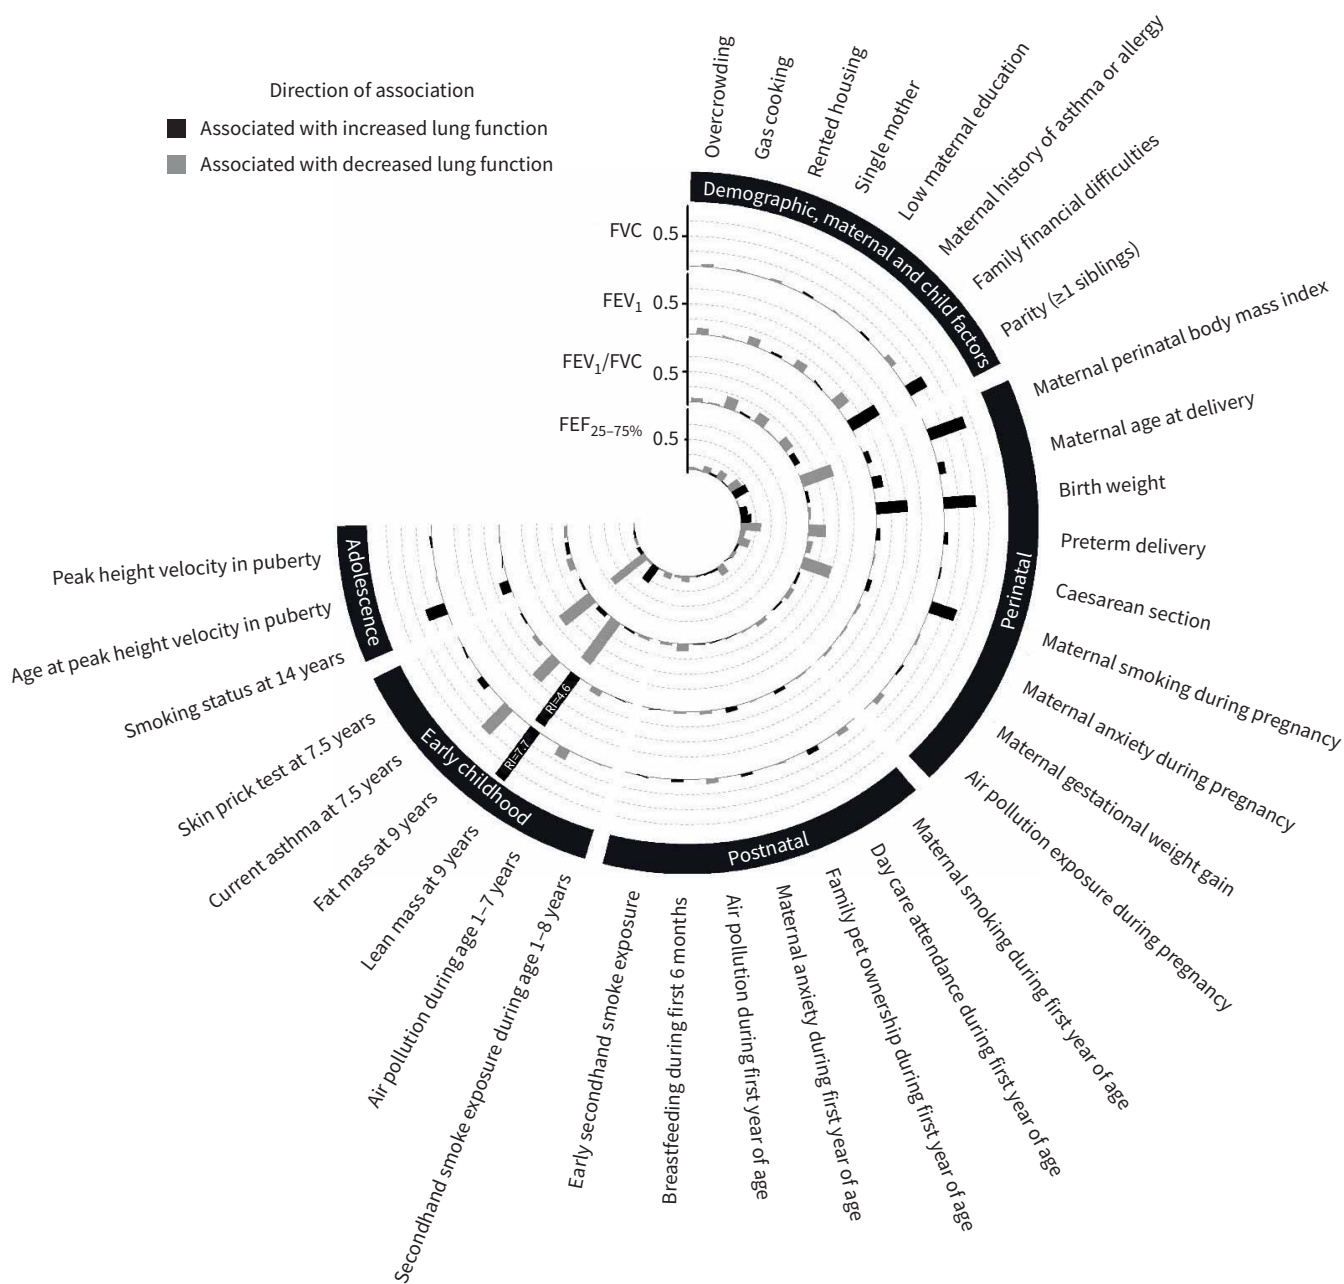 Direction of association
Associated with increased lung function
Associated with decreased lung function
FVC 0.5
FEV1 0.5
FEV1/FVC 0.5
FEF25–75% 0.5
Demographic, maternal and child factors
Overcrowding
Gas cooking
Rented housing
Single mother
Low maternal education
Maternal history of asthma or allergy
Family financial difficulties
Parity (≥1 siblings)
Perinatal
Maternal perinatal body mass index
Maternal age at delivery
Birth weight
Preterm delivery
Caesarean section
Maternal smoking during pregnancy
Maternal anxiety during pregnancy
Maternal gestational weight gain
Air pollution exposure during pregnancy
Postnatal
Maternal smoking during first year of age
Day care attendance during first year of age
Family pet ownership during first year of age
Maternal anxiety during first year of age
Air pollution during first year of age
Breastfeeding during first 6 months
Early secondhand smoke exposure
Early childhood
Secondhand smoke exposure during age 1–8 years
Air pollution during age 1–7 years
Lean mass at 9 years
Fat mass at 9 years
Current asthma at 7.5 years
Skin prick test at 7.5 years
Adolescence
Smoking status at 14 years
Age at peak height velocity in puberty
Peak height velocity in puberty
RI=4.6
RI=7.7